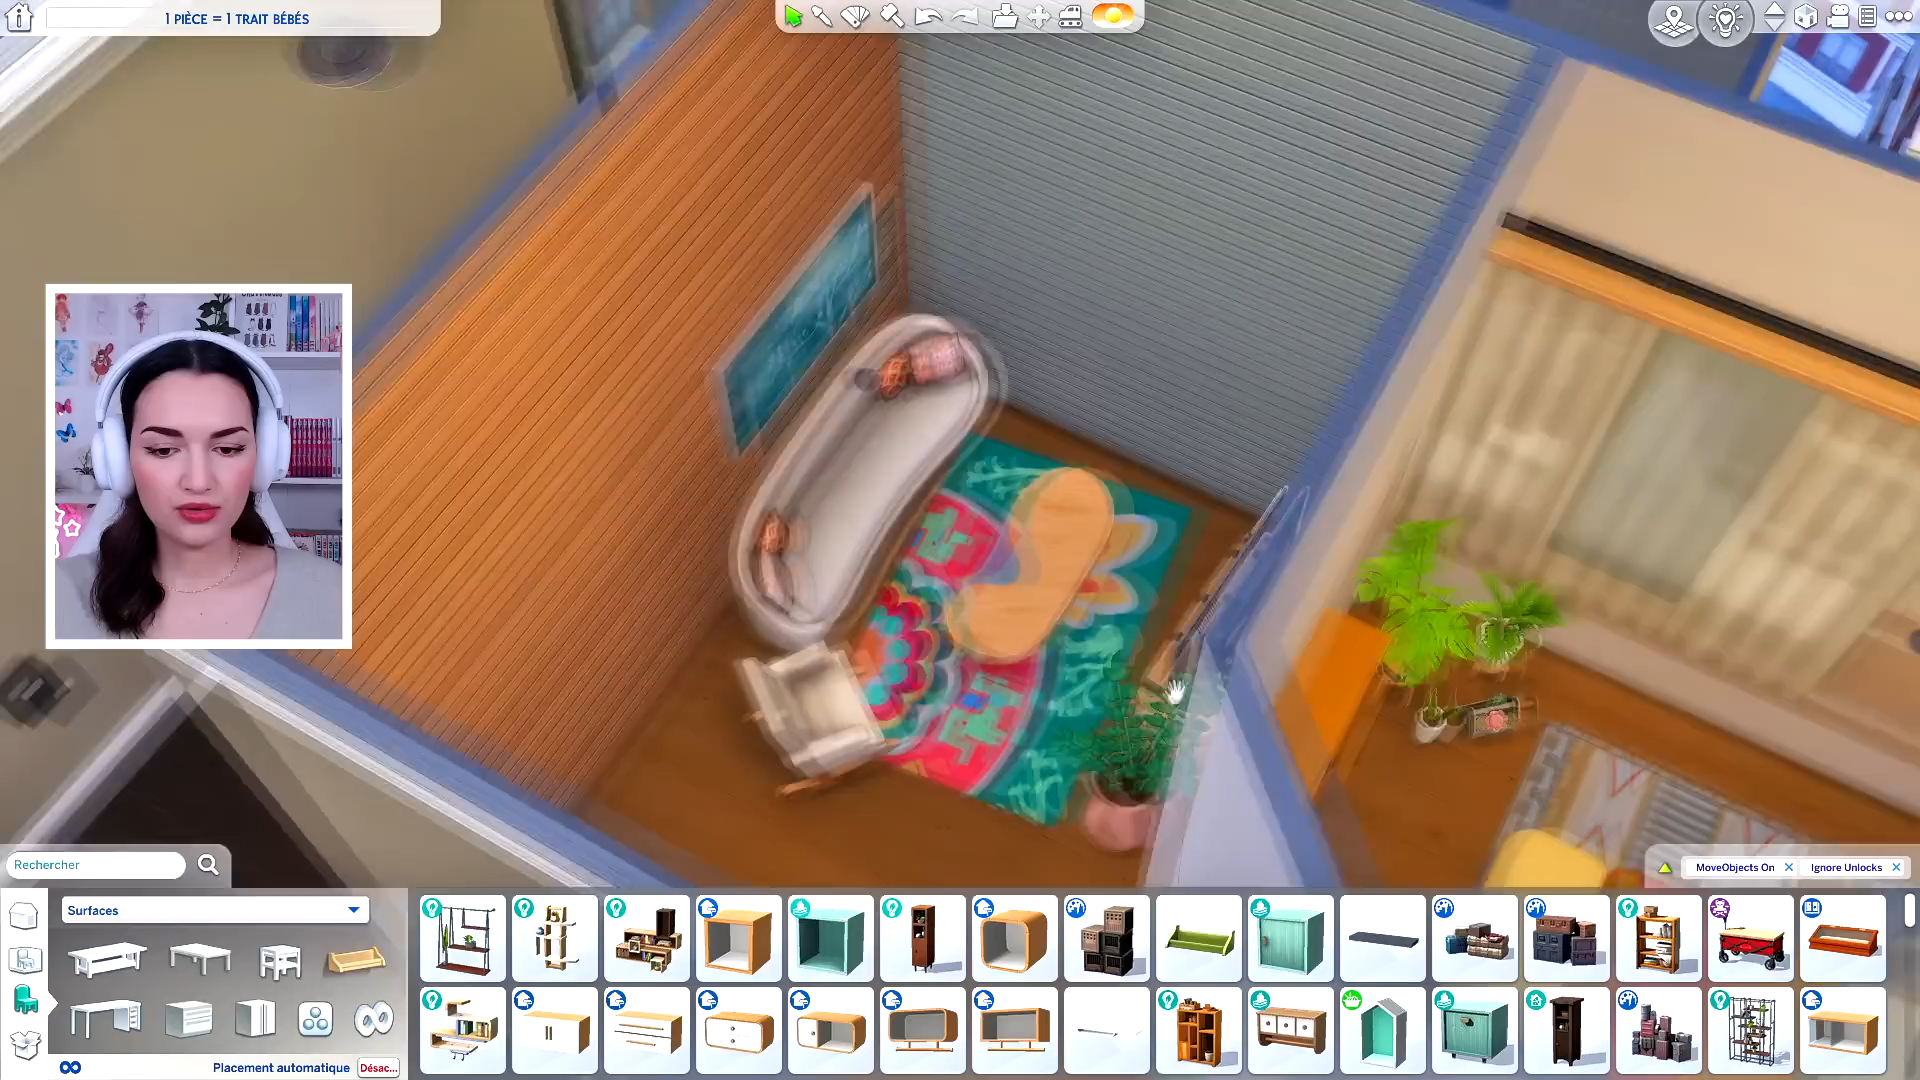 1 PIÈCE = 1 TRAIT BÉBÉS
Rechercher
MoveObjects On
Ignore Unlocks
Surfaces
Placement automatique
Désac...